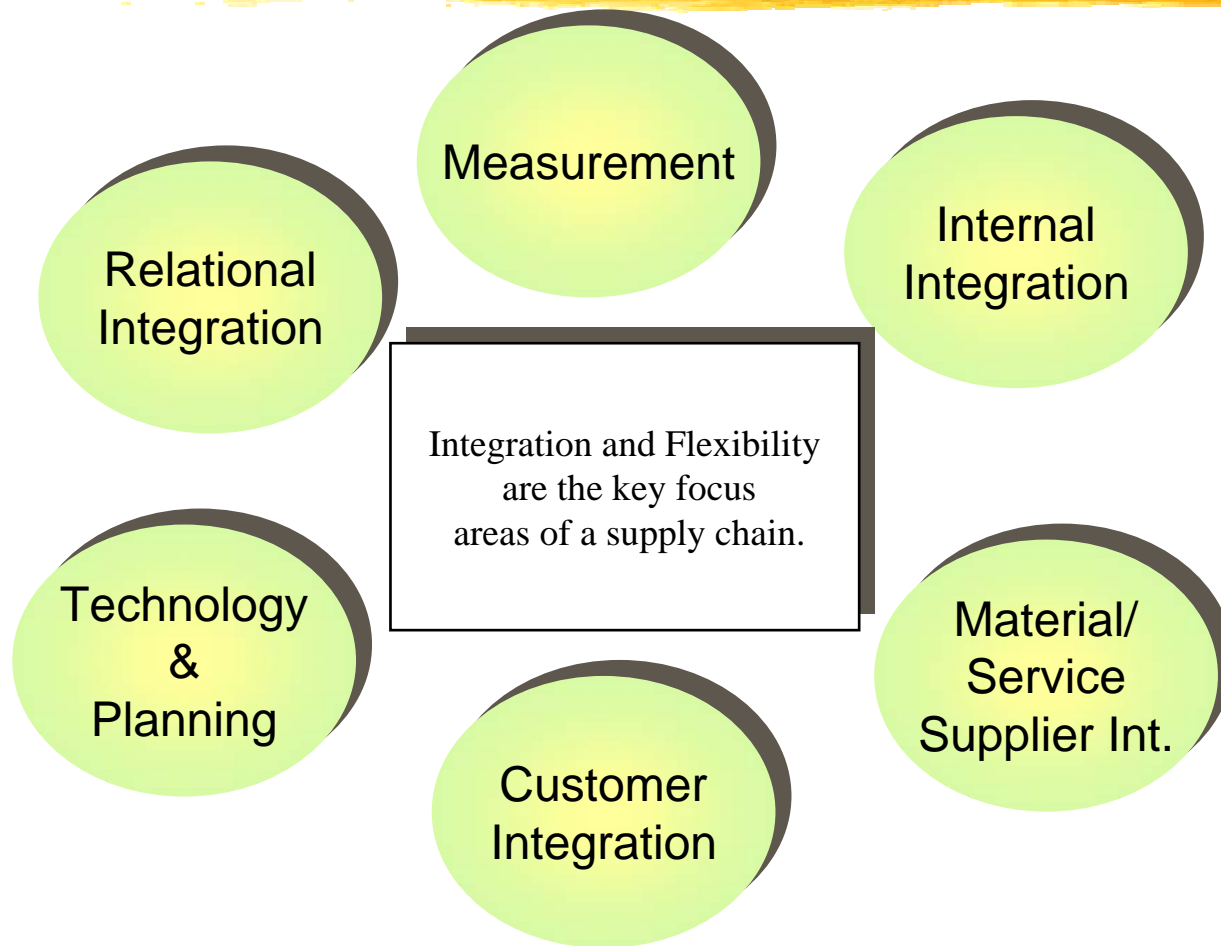 Measurement
Internal
Integration
Relational
Integration
Integration and Flexibility
are the key focus
areas of a supply chain.
Technology
&
Planning
Material/
Service
Supplier Int.
Customer
Integration